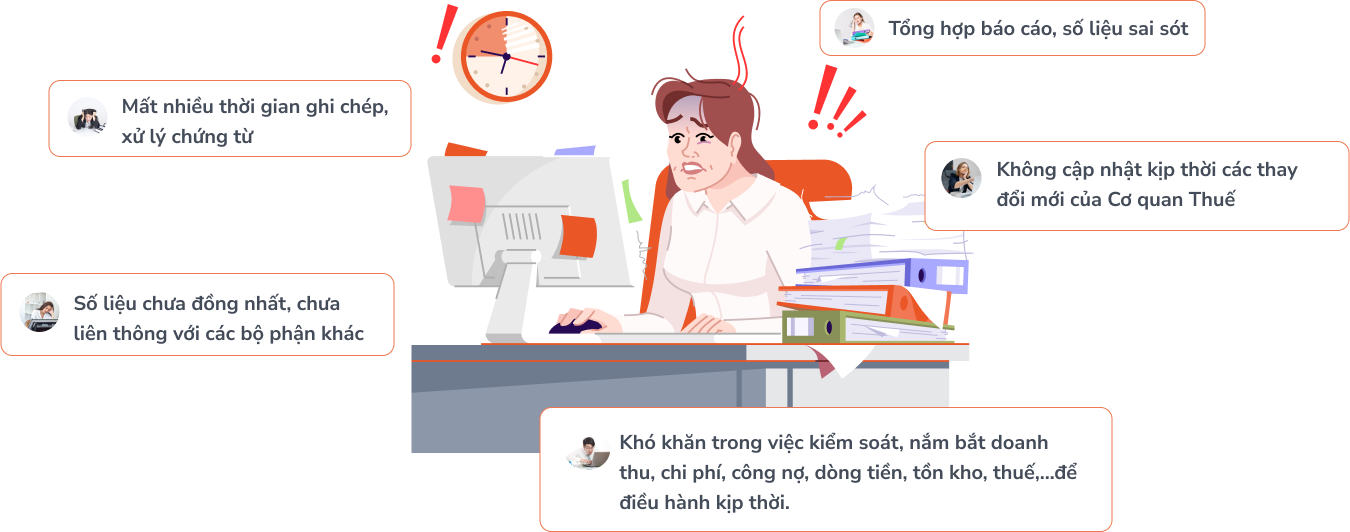 Tổng hợp báo cáo, số liệu sai sót
Mất nhiều thời gian ghi chép,
xử lý chứng từ
Không cập nhật kịp thời các thay
đổi mới của Cơ quan Thuế
Số liệu chưa đồng nhất, chưa
liên thông với các bộ phận khác
Khó khăn trong việc kiểm soát, nắm bắt doanh
thu, chi phí, công nợ, dòng tiền, tồn kho, thuế,...để
điều hành kịp thời.